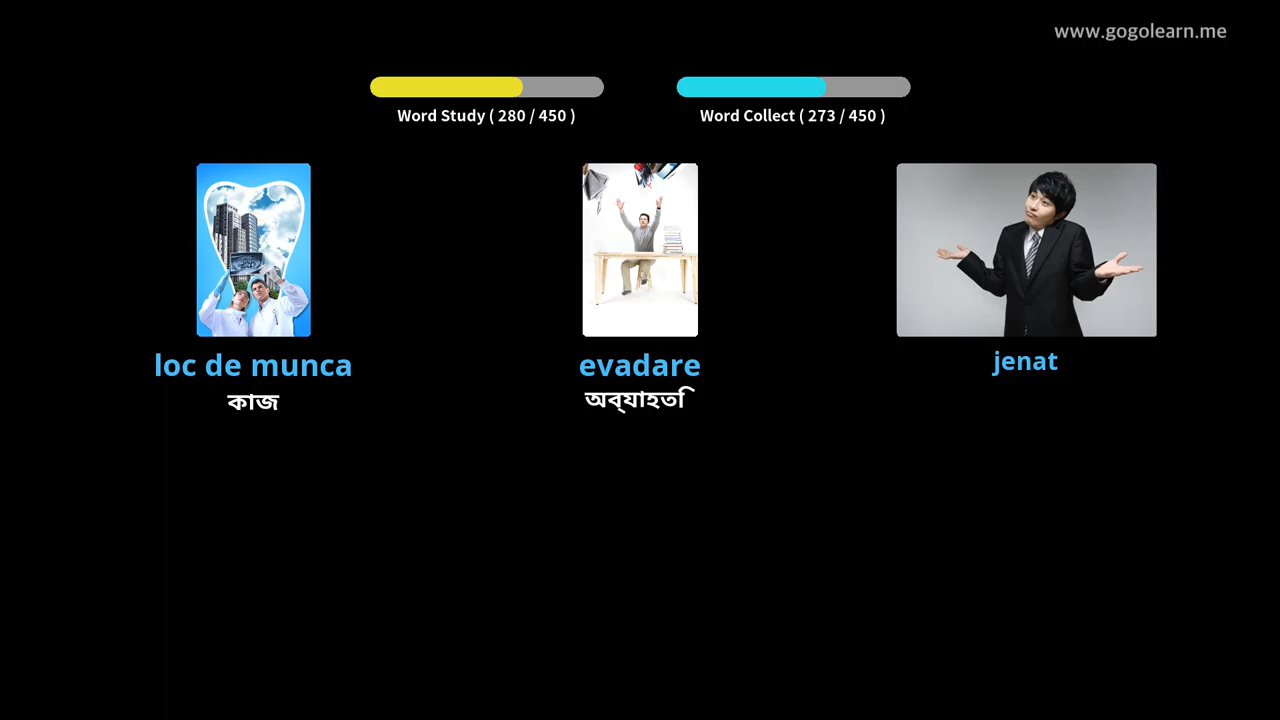 www.gogolearn.me
Word Study ( 280 / 450 )
Word Collect ( 273 / 450 )
loc de munca
কাজ
evadare
অব্যাহতি
jenat